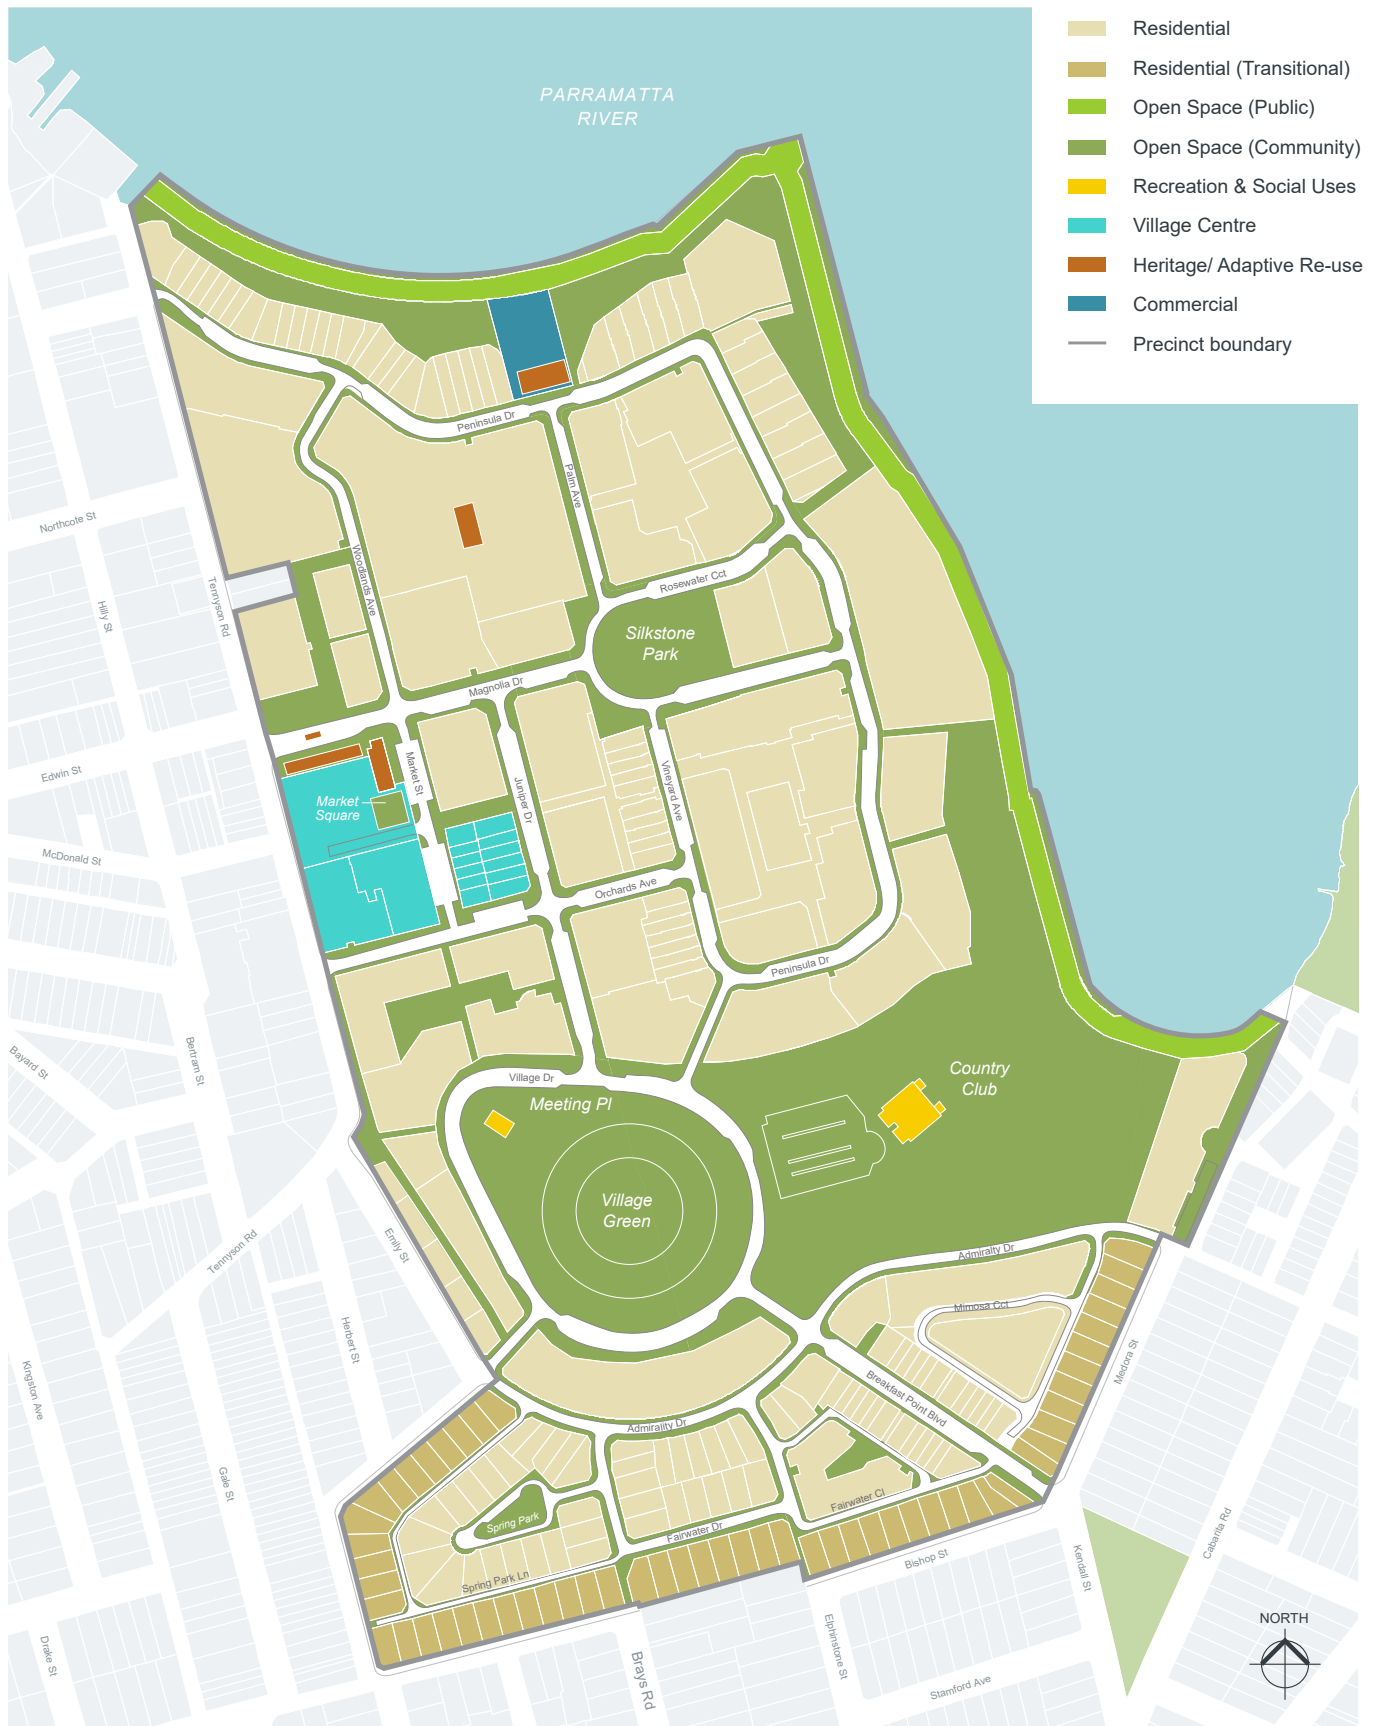 PARRAMATTA
RIVER
Residential
Residential (Transitional)
Open Space (Public)
Open Space (Community)
Recreation & Social Uses
Village Centre
Heritage/ Adaptive Re-use
Commercial
Precinct boundary
Peninsula Dr
Palm Ave
Northcote St
Woodlands Ave
Rosewater Cct
Hilly St
Tennyson Rd
Silkstone
Park
Magnolia Dr
Edwin St
Market St
Juniper Dr
Vineyard Ave
Market
Square
McDonald St
Orchards Ave
Peninsula Dr
Bayard St
Bertram St
Village Dr
Meeting Pl
Country
Club
Village
Green
Emily St
Tennyson Rd
Admiralty Dr
Mimosa Cct
Herbert St
Medora St
Kingston Ave
Breakfast Point Blvd
Admirality Dr
Gale St
Fairwater Cl
Spring Park
Fairwater Dr
Cabarita Rd
Bishop St
Kendall St
Spring Park Ln
NORTH
Drake St
Elphinstone St
Brays Rd
Stamford Ave